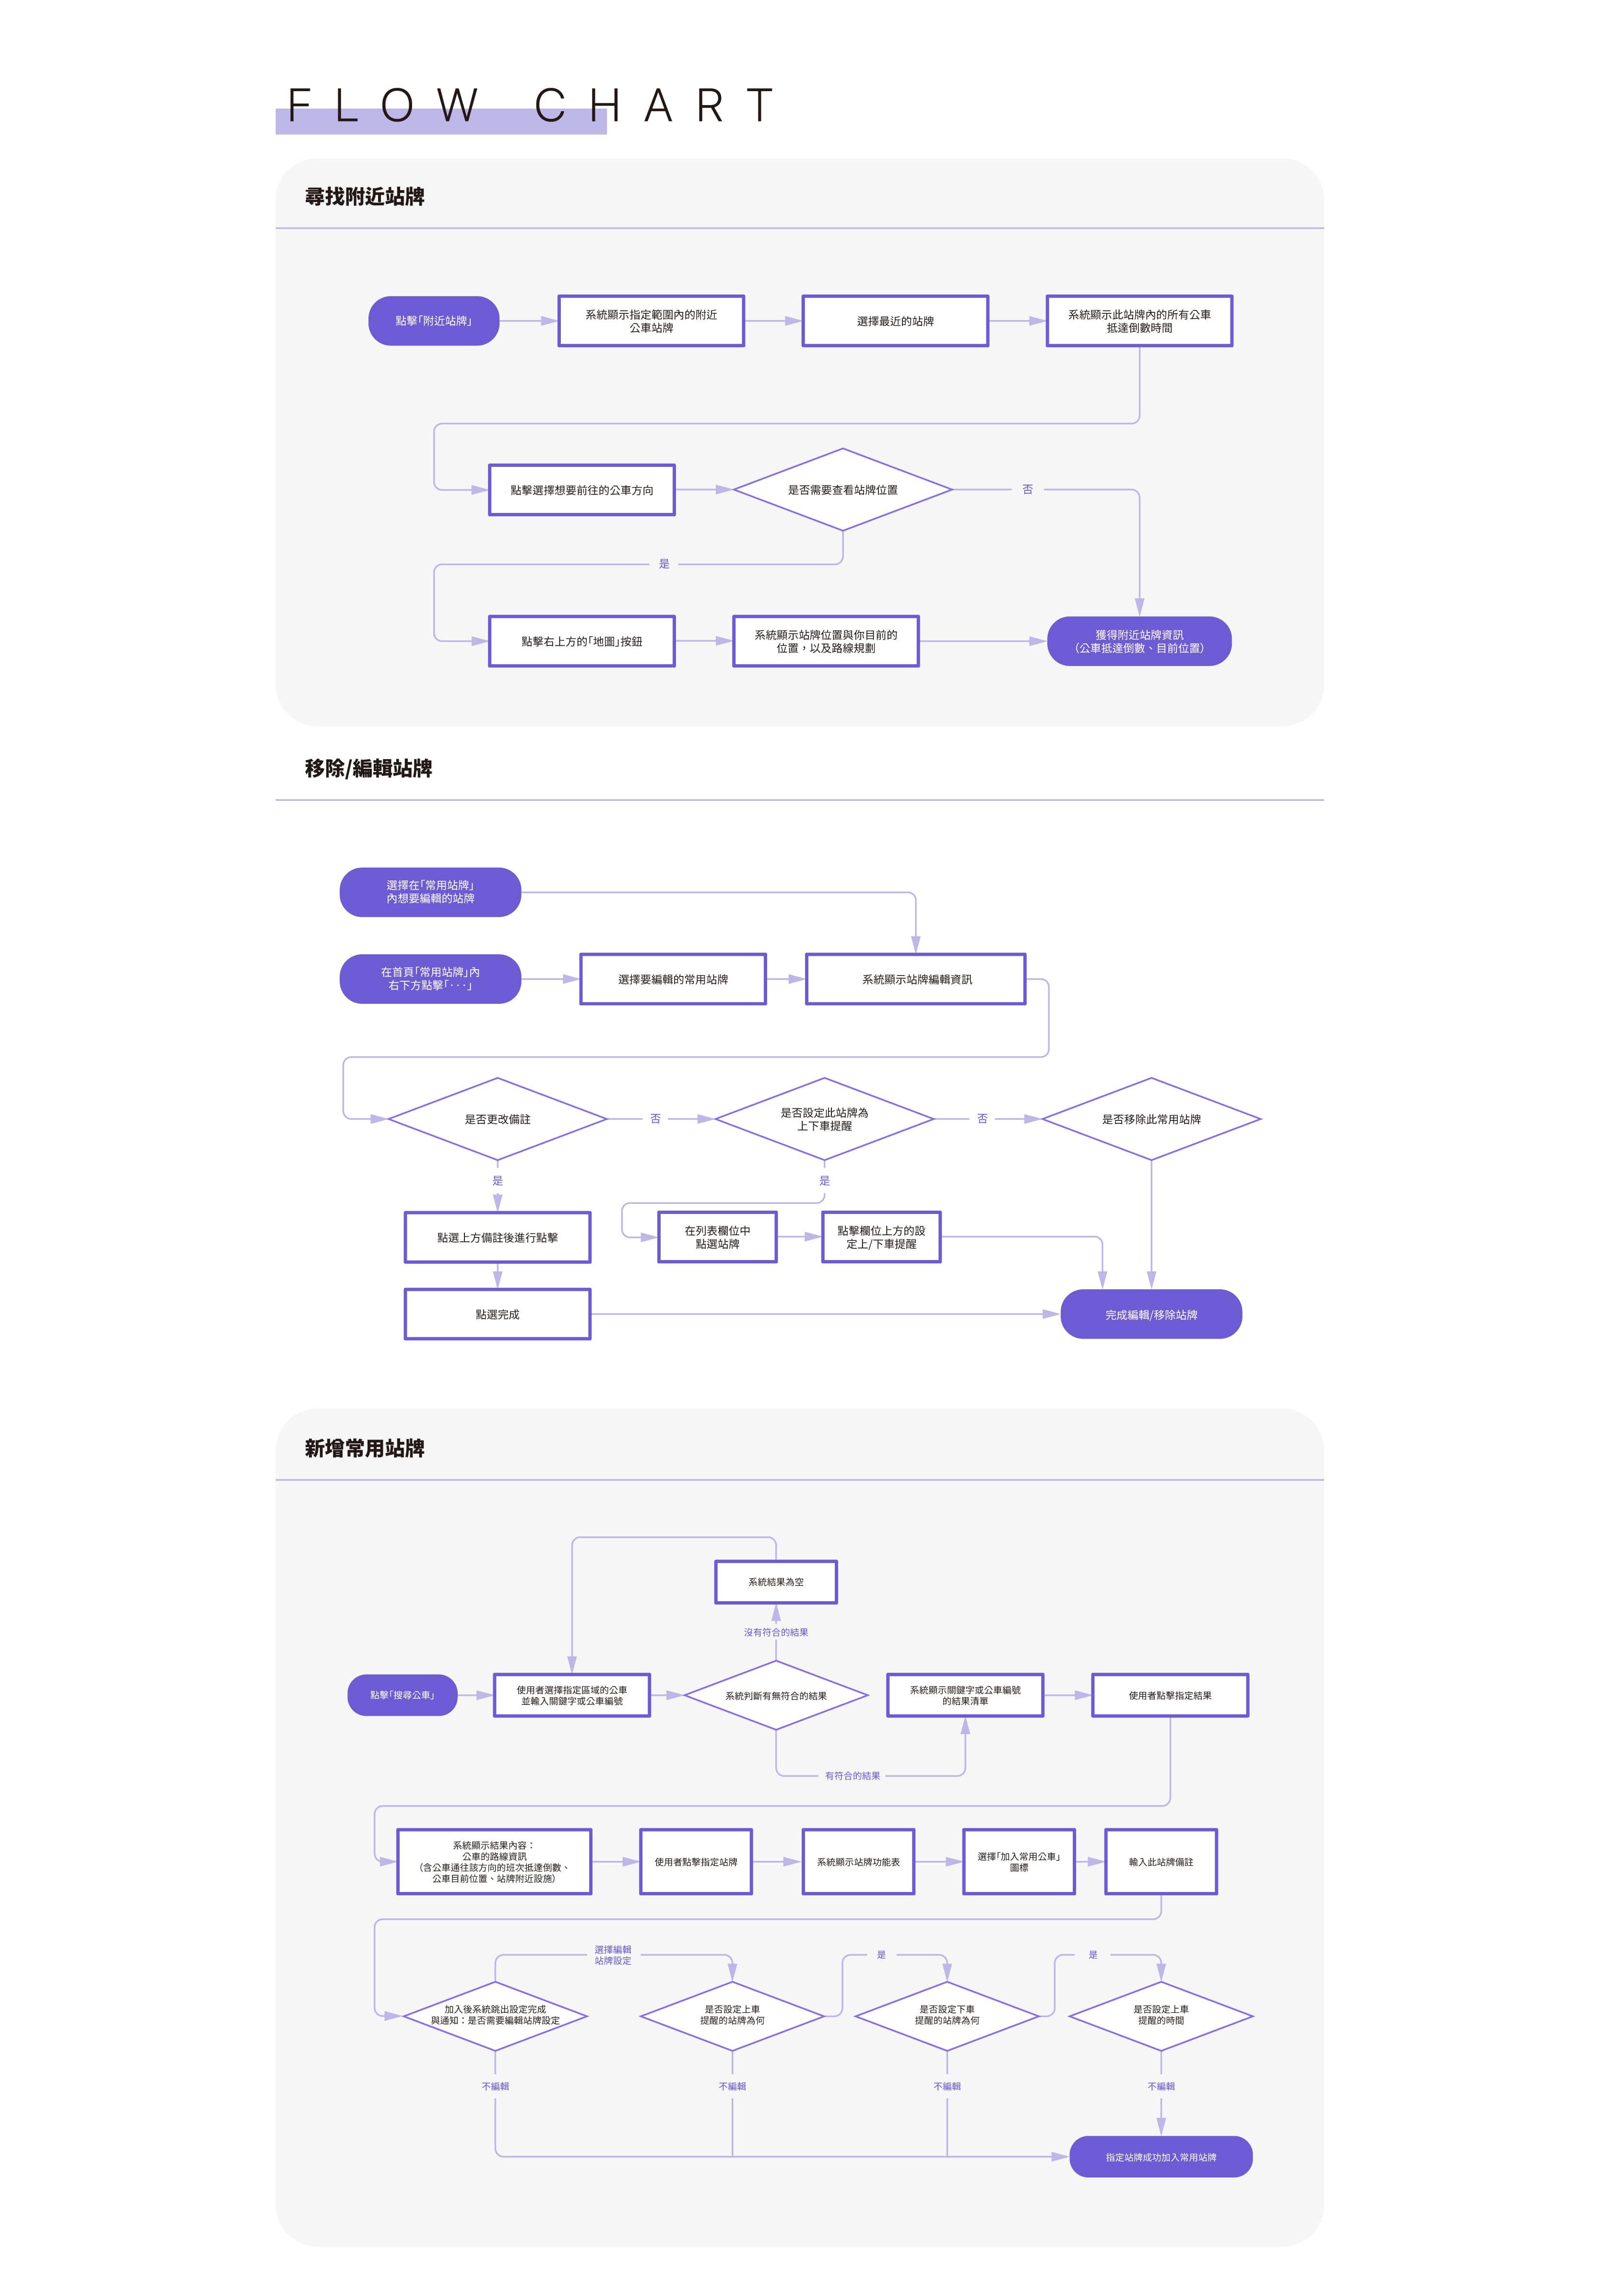 FLOW CHART
尋找附近站牌
點擊「附近站牌」
系統顯示指定範圍內的附近
公車站牌
選擇最近的站牌
系統顯示此站牌內的所有公車
抵達倒數時間
點擊選擇想要前往的公車方向
是否需要查看站牌位置
否
是
點擊右上方的「地圖」按鈕
系統顯示站牌位置與你目前的
位置，以及路線規劃
獲得附近站牌資訊
（公車抵達倒數、目前位置）
移除/編輯站牌
選擇在「常用站牌」
內想要編輯的站牌
在首頁「常用站牌」內
右下方點擊「···」
選擇要編輯的常用站牌
系統顯示站牌編輯資訊
是否更改備註
否
是否設定此站牌為
上下車提醒
否
是否移除此常用站牌
是
是
點選上方備註後進行點擊
在列表欄位中
點選站牌
點擊欄位上方的設
定上/下車提醒
點選完成
完成編輯/移除站牌
新增常用站牌
系統結果為空
沒有符合的結果
點擊「搜尋公車」
使用者選擇指定區域的公車
並輸入關鍵字或公車編號
系統判斷有無符合的結果
系統顯示關鍵字或公車編號
的結果清單
使用者點擊指定結果
有符合的結果
系統顯示結果內容：
公車的路線資訊
（含公車通往該方向的班次抵達倒數、
公車目前位置、站牌附近設施）
使用者點擊指定站牌
系統顯示站牌功能表
選擇「加入常用公車」
圖標
輸入此站牌備註
選擇編輯
站牌設定
是
是
加入後系統跳出設定完成
與通知：是否需要編輯站牌設定
是否設定上車
提醒的站牌為何
是否設定下車
提醒的站牌為何
是否設定上車
提醒的時間
不編輯
不編輯
不編輯
不編輯
指定站牌成功加入常用站牌